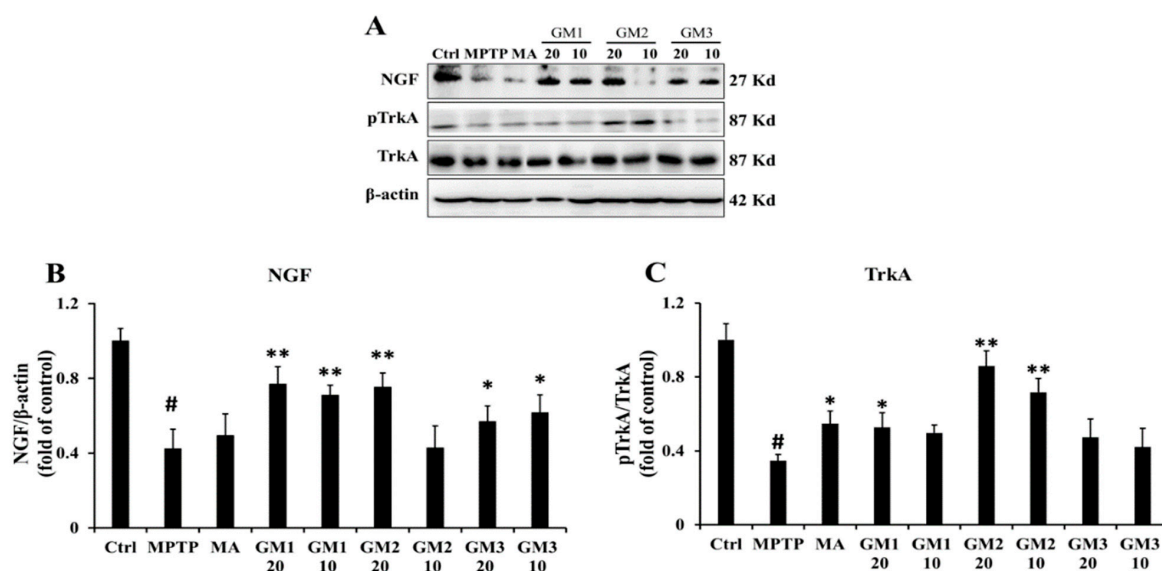 A
GM1 GM2 GM3
Ctrl MPTP MA 20 10 20 10 20 10
NGF 27 Kd
pTrkA 87 Kd
TrkA 87 Kd
β-actin 42 Kd
B NGF
NGF/β-actin
(fold of control)
1.2
0.8
0.4
0
# ** ** ** * *
Ctrl MPTP MA GM1 GM1 GM2 GM2 GM3 GM3
20 10 20 10 20 10
C TrkA
pTrkA/TrkA
(fold of control)
1.2
0.8
0.4
0
# * * ** **
Ctrl MPTP MA GM1 GM1 GM2 GM2 GM3 GM3
20 10 20 10 20 10